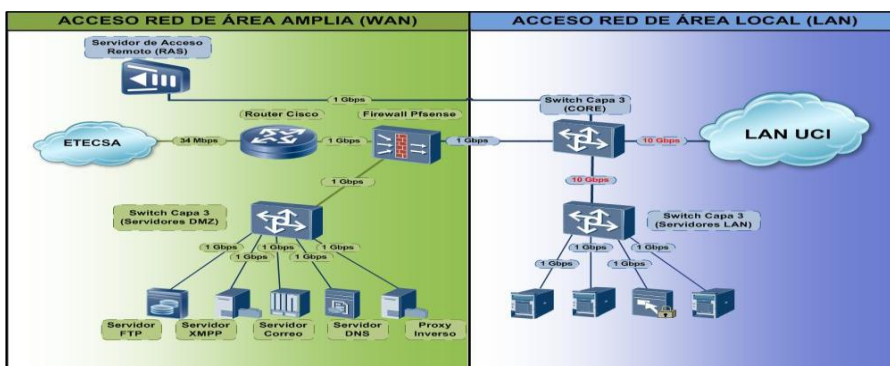 ACCESO RED DE ÁREA AMPLIA (WAN)
ACCESO RED DE ÁREA LOCAL (LAN)
Servidor de Acceso
Remoto (RAS)
1 Gbps
Switch Capa 3
(CORE)
Router Cisco
Firewall Pfsense
ETECSA
34 Mbps
1 Gbps
1 Gbps
10 Gbps
LAN UCI
1 Gbps
10 Gbps
Switch Capa 3
(Servidores DMZ)
Switch Capa 3
(Servidores LAN)
1 Gbps
1 Gbps
1 Gbps
1 Gbps
1 Gbps
1 Gbps
1 Gbps
1 Gbps
1 Gbps
Servidor
FTP
Servidor
XMPP
Servidor
Correo
Servidor
DNS
Proxy
Inverso